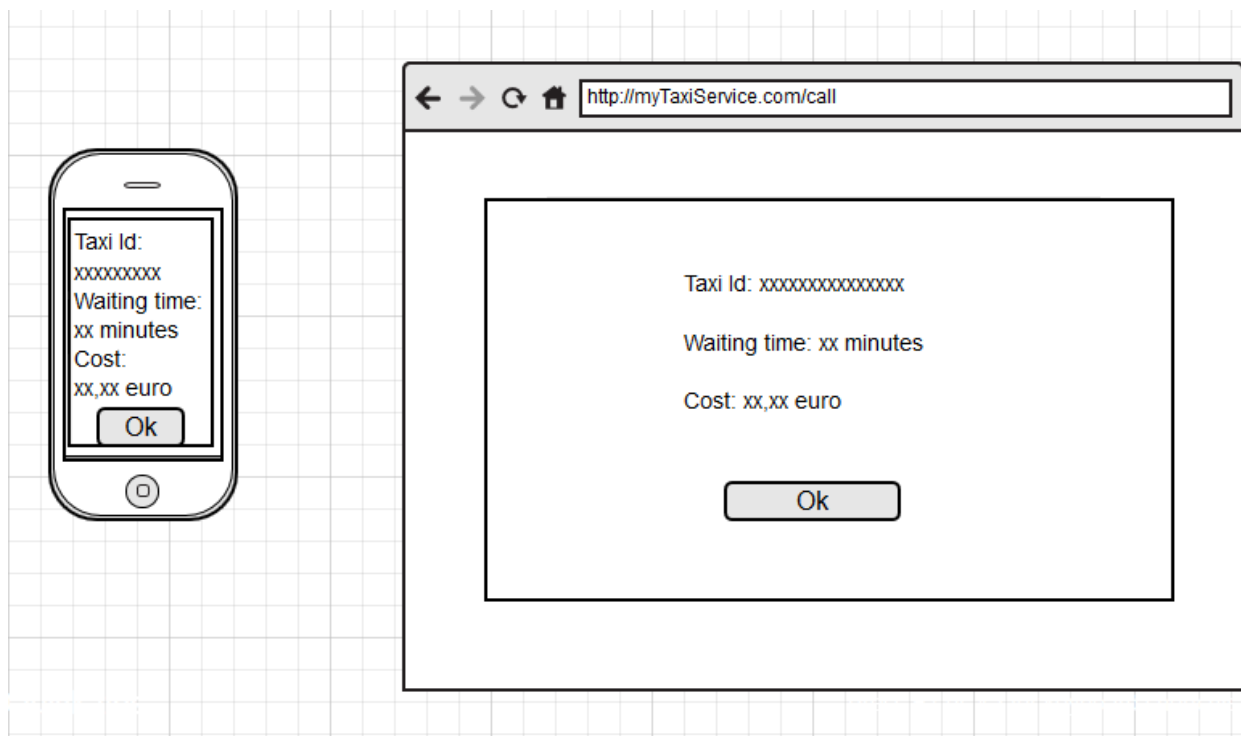 http://myTaxiService.com/call
Taxi Id:
xxxxxxxxx
Waiting time:
xx minutes
Cost:
xx,xx euro
Ok
Taxi Id: xxxxxxxxxxxxxxx
Waiting time: xx minutes
Cost: xx,xx euro
Ok